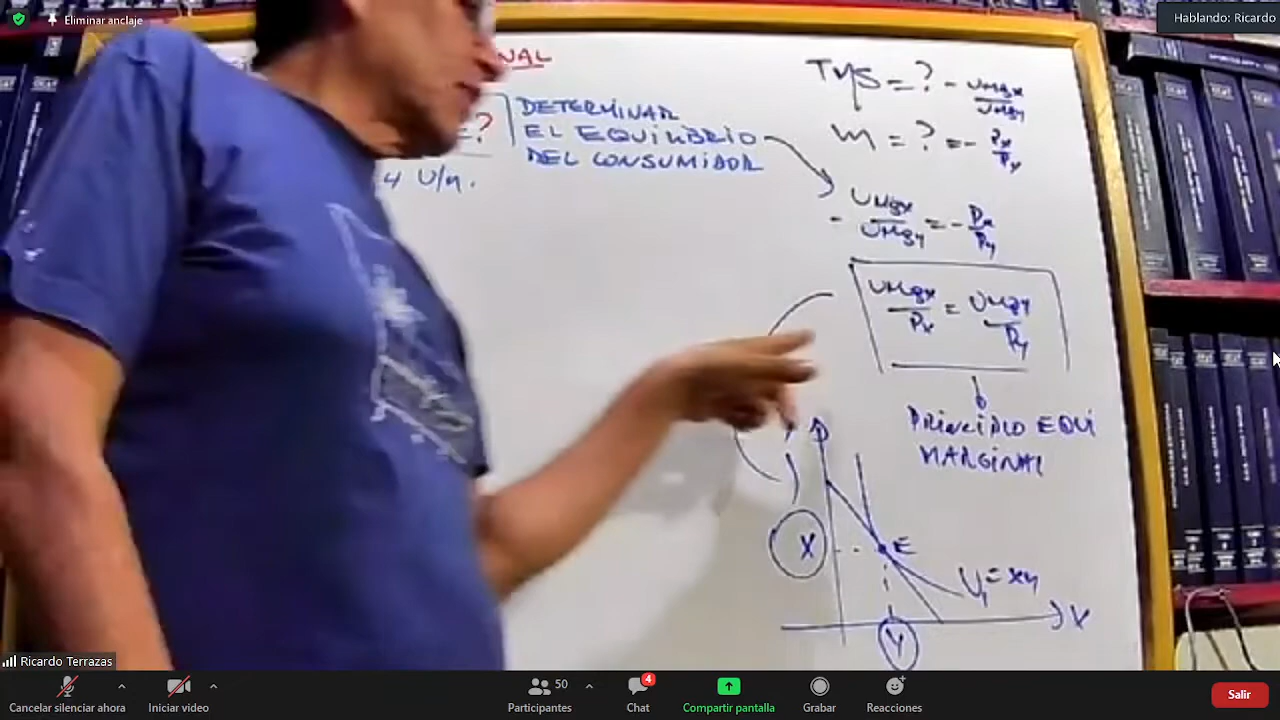 Eliminar anclaje
Hablando: Ricardo
NAL
=?
DETERMINAR
EL EQUILIBRIO
DEL CONSUMIDOR
4 U/M.
TMS = ? - UMgx
UMgy
M = ? = - Px
Py
- UMgx = - Px
UMgy Py
UMgx = UMgy
Px Py
PRINCIPIO EQUI
MARGINAL
X
E
U₁ = xy
X
Y
Ricardo Terrazas
Cancelar silenciar ahora
Iniciar video
50
Participantes
4
Chat
Compartir pantalla
Grabar
Reacciones
Salir